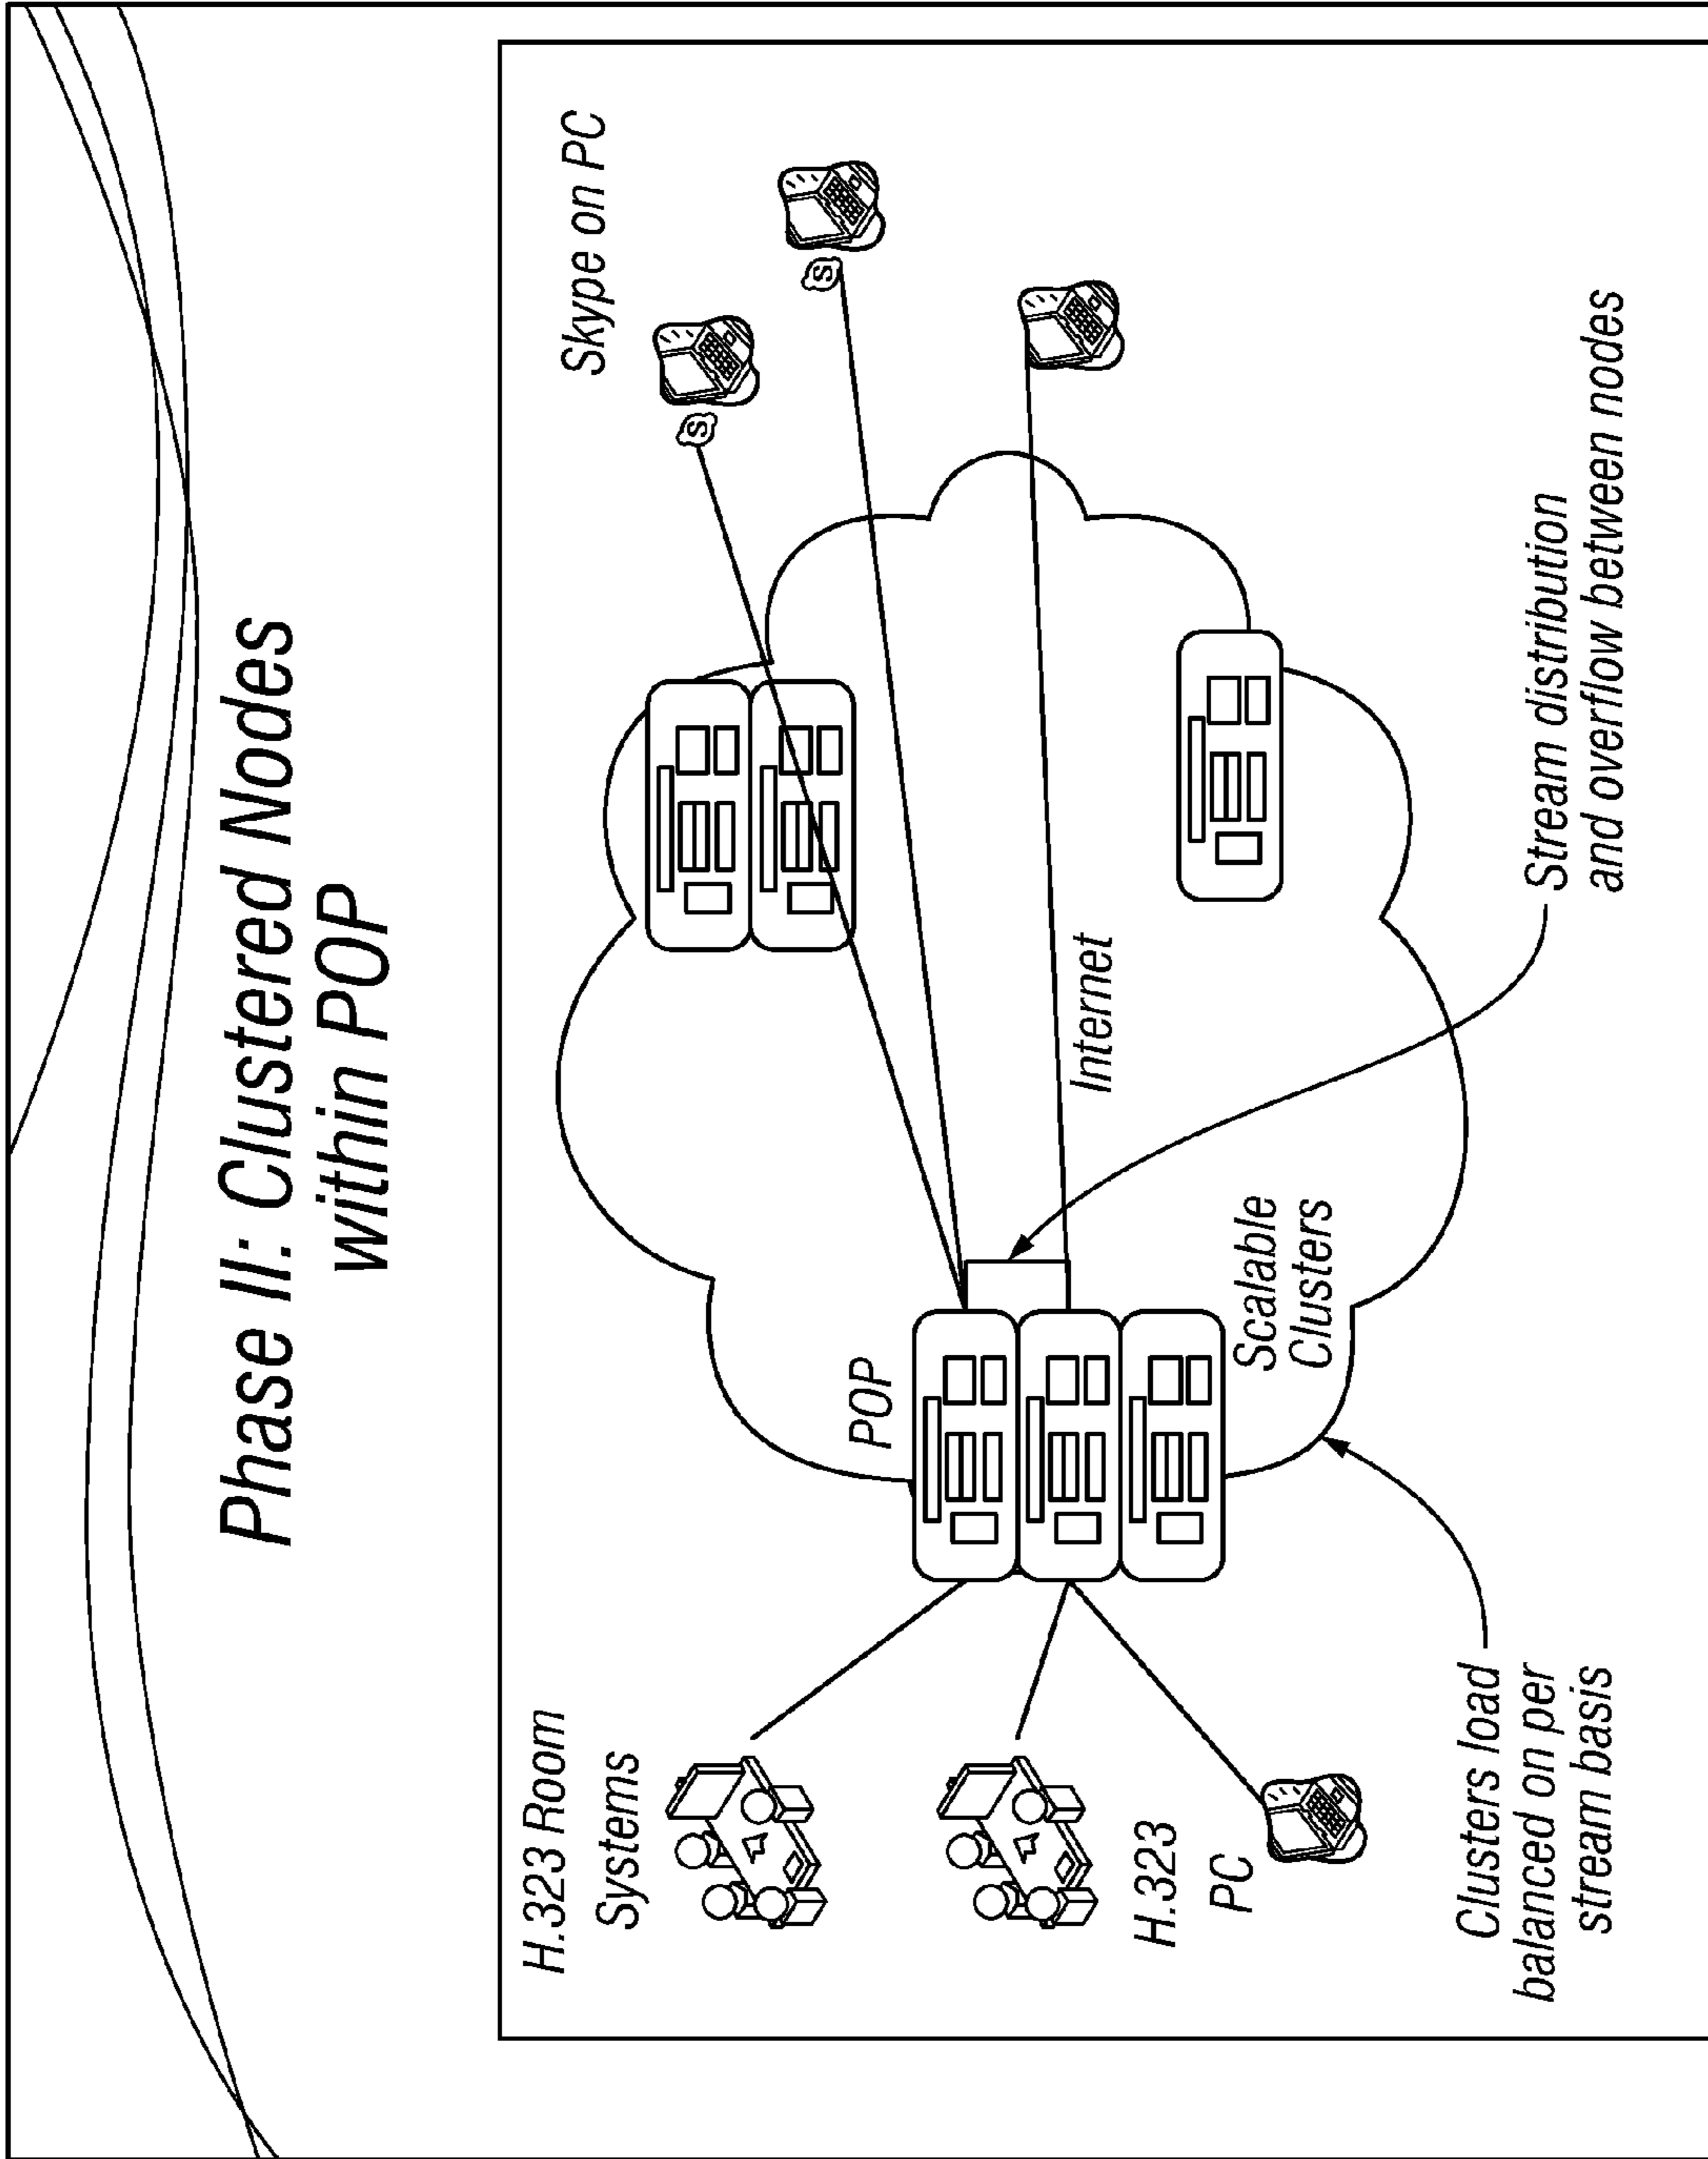 Phase II: Clustered Nodes
within POP
H.323 Room
Systems
Skype on PC
S
S
POP
Internet
H.323
PC
Scalable
Clusters
Clusters load
balanced on per
stream basis
Stream distribution
and overflow between nodes